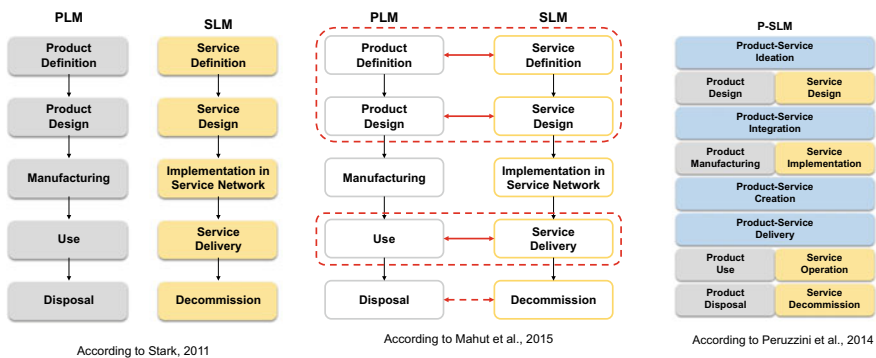 PLM
SLM
Product
Definition
Service
Definition
Product
Design
Service
Design
Manufacturing
Implementation in
Service Network
Use
Service
Delivery
Disposal
Decommission
According to Stark, 2011
PLM
SLM
Product
Definition
Service
Definition
Product
Design
Service
Design
Manufacturing
Implementation in
Service Network
Use
Service
Delivery
Disposal
Decommission
According to Mahut et al., 2015
P-SLM
Product-Service
Ideation
Product
Design
Service
Design
Product-Service
Integration
Product
Manufacturing
Service
Implementation
Product-Service
Creation
Product-Service
Delivery
Product
Use
Service
Operation
Product
Disposal
Service
Decommission
According to Peruzzini et al., 2014